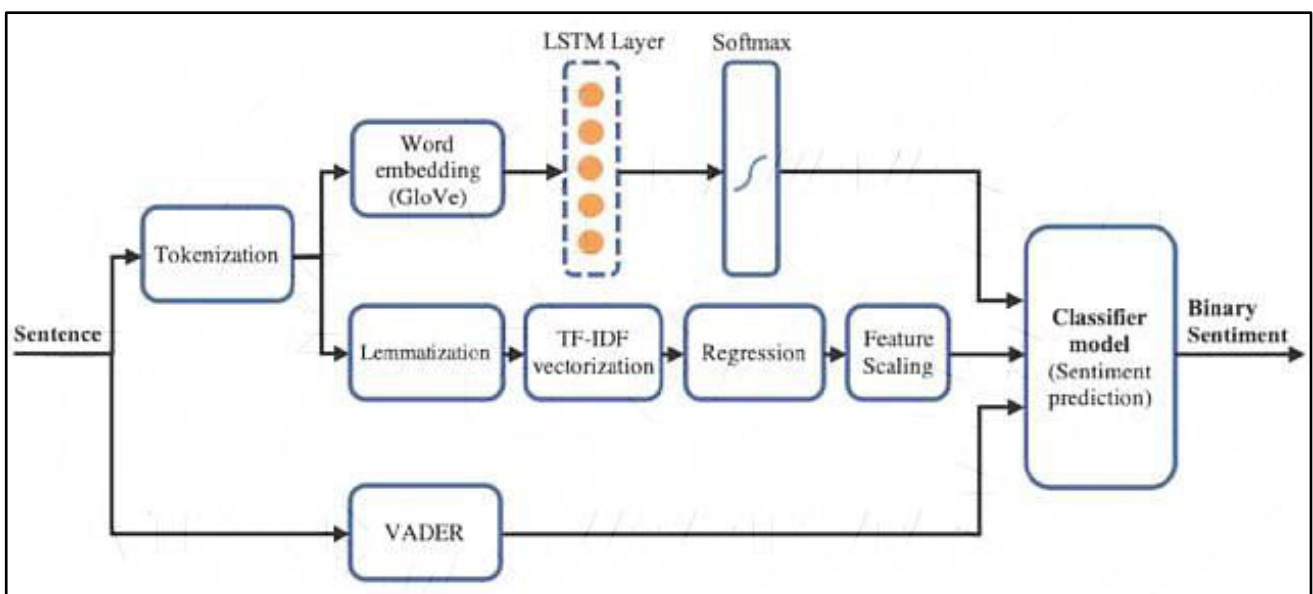 LSTM Layer
Softmax
Word
embedding
(GloVe)
Tokenization
Sentence
Lemmatization
TF-IDF
vectorization
Regression
Feature
Scaling
Classifier
model
(Sentiment
prediction)
Binary
Sentiment
VADER